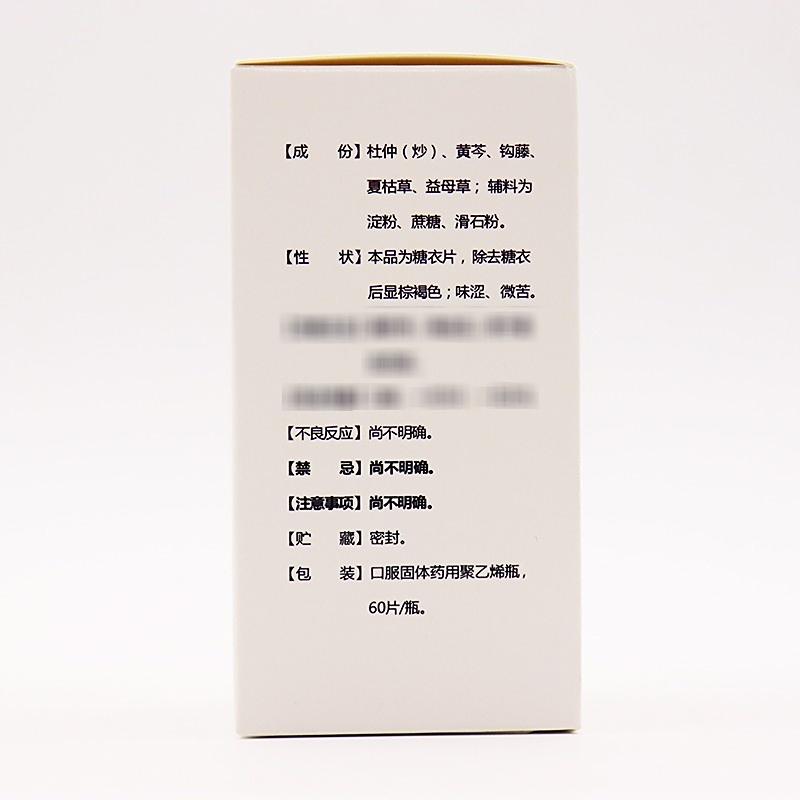 【成　份】杜仲（炒）、黄芩、钩藤、
夏枯草、益母草；辅料为
淀粉、蔗糖、滑石粉。
【性　状】本品为糖衣片，除去糖衣
后显棕褐色；味涩、微苦。
【不良反应】尚不明确。
【禁　忌】尚不明确。
【注意事项】尚不明确。
【贮　藏】密封。
【包　装】口服固体药用聚乙烯瓶，
60片/瓶。